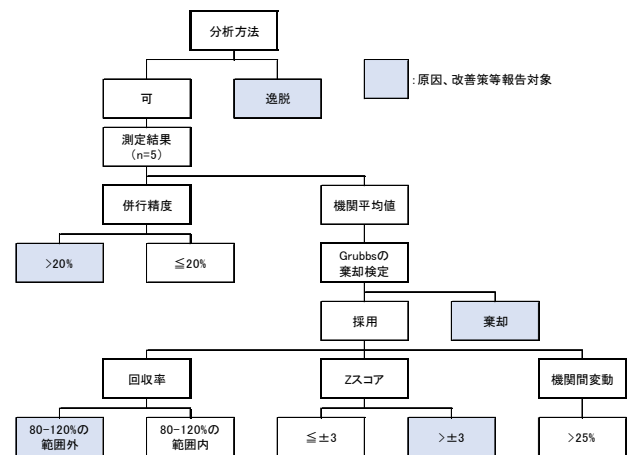 分析方法
:原因、改善策等報告対象
可
逸脱
測定結果
(n=5)
併行精度
機関平均値
>20%
≦20%
Grubbsの
棄却検定
採用
棄却
回収率
Zスコア
機関間変動
80-120%の
範囲外
80-120%の
範囲内
≦±3
>±3
>25%